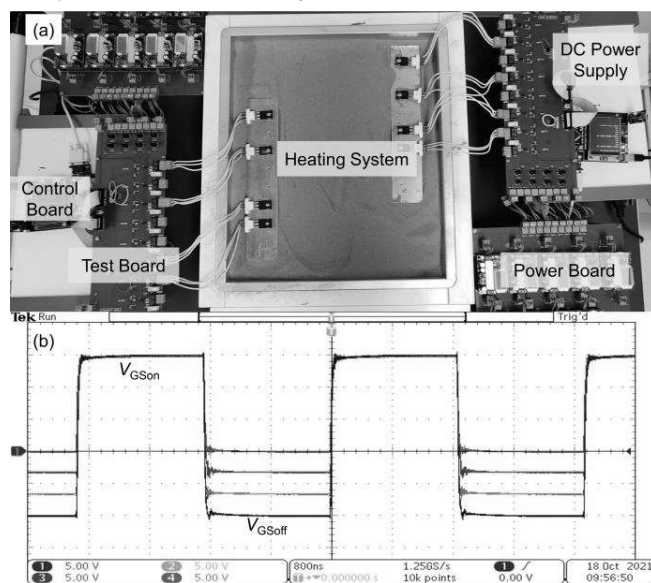 (a)
DC Power
Supply
Control
Board
Heating System
Test Board
Power Board
Tek Run
Trig'd
(b)
VGSon
VGSoff
1 5.00 V 2 5.00 V
3 5.00 V 4 5.00 V
800ns
0.000000 s
1.25GS/s
10k points
1
0.00 V
18 Oct 2021
09:56:50